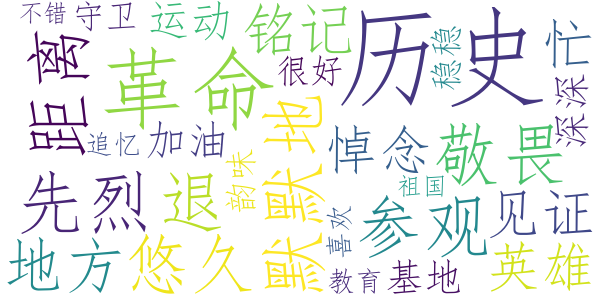 不错
守卫
运动
铭记
历史
稳稳
忙
距离
革命
很好
深深
追忆
加油
默默地
悼念
敬畏
韵味
祖国
先烈
退
喜欢
参观
见证
地方
悠久
教育
基地
英雄